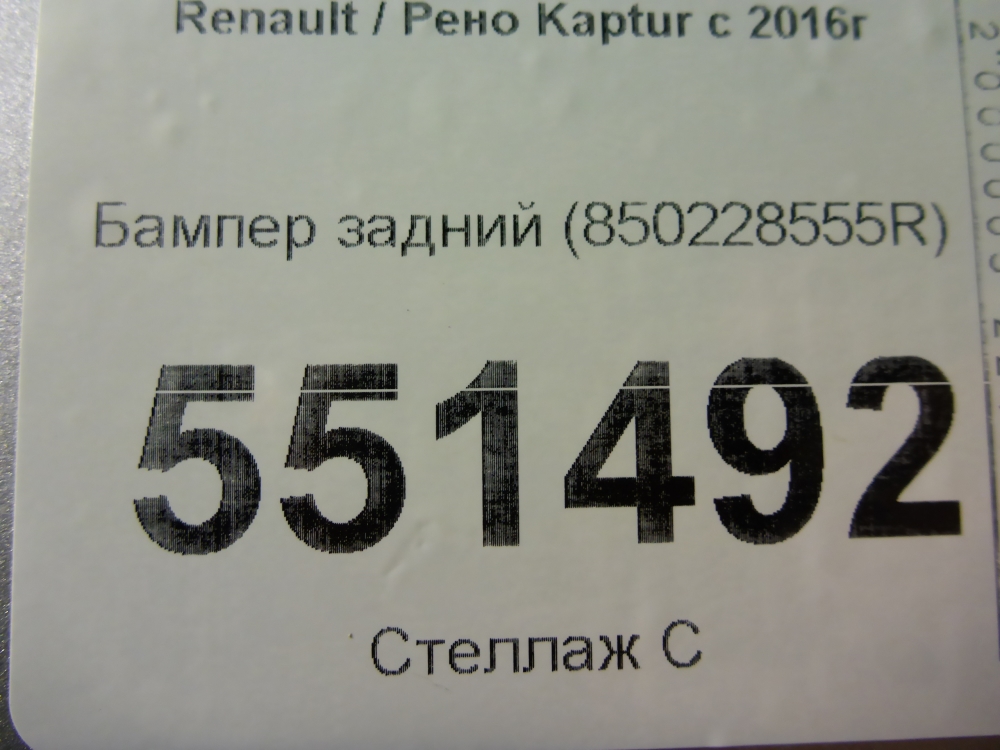 Renault / Рено Kaptur с 2016г
Бампер задний (850228555R)
551492
Стеллаж С